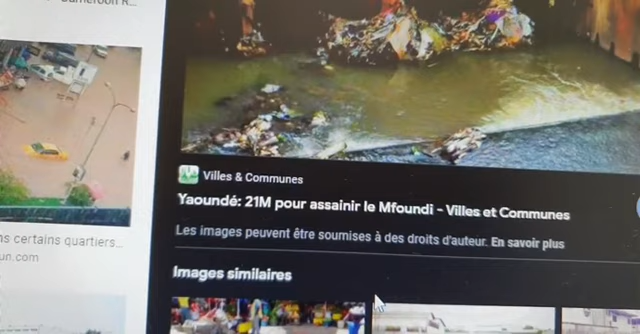 Cameroon R...
ns certains quartiers...
un.com
Villes & Communes
Yaoundé: 21M pour assainir le Mfoundi - Villes et Communes
Les images peuvent être soumises à des droits d'auteur. En savoir plus
Images similaires